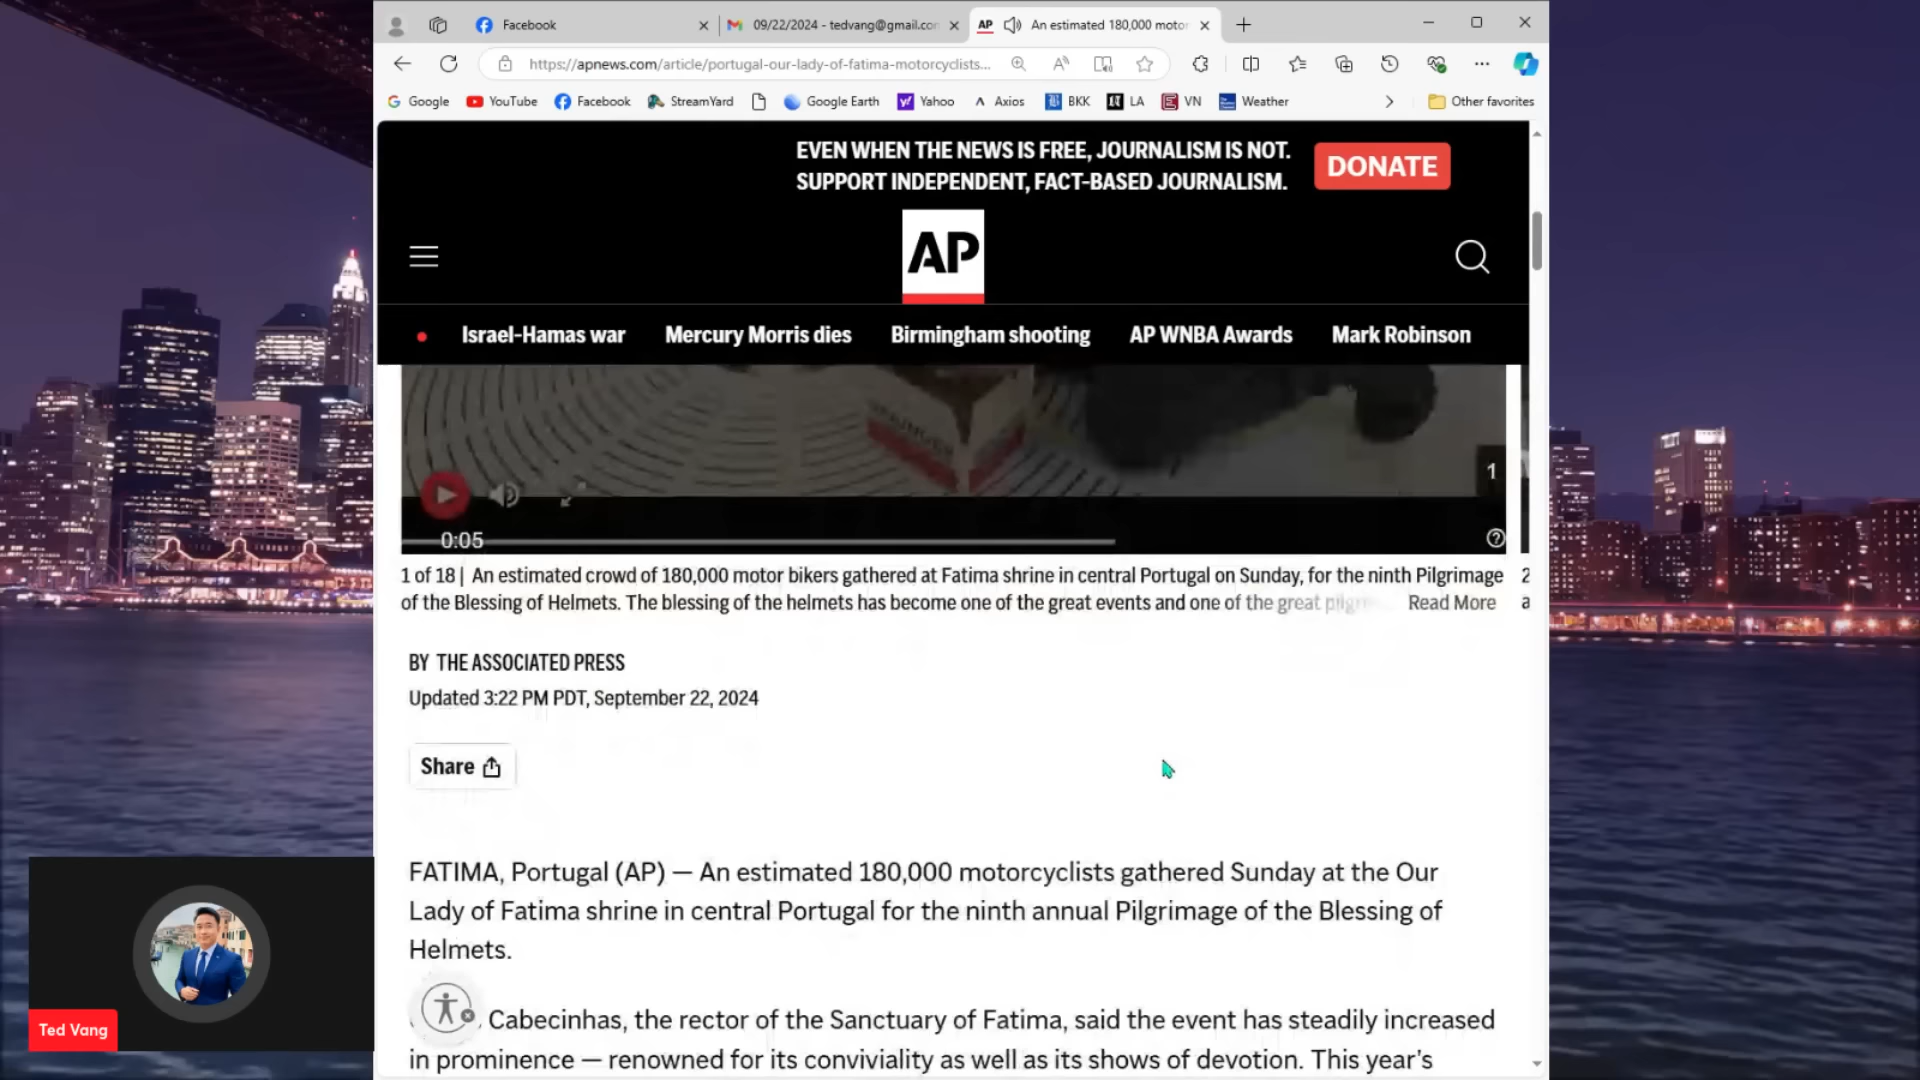 Facebook
09/22/2024 - tedvang@gmail.co
AP An estimated 180,000 motor
https://apnews.com/article/portugal-our-lady-of-fatima-motorcyclists...
Google YouTube Facebook StreamYard Google Earth Yahoo Axios BKK LA VN Weather Other favorites
EVEN WHEN THE NEWS IS FREE, JOURNALISM IS NOT.
SUPPORT INDEPENDENT, FACT-BASED JOURNALISM.
DONATE
AP
Israel-Hamas war Mercury Morris dies Birmingham shooting AP WNBA Awards Mark Robinson
1
0:05
1 of 18 | An estimated crowd of 180,000 motor bikers gathered at Fatima shrine in central Portugal on Sunday, for the ninth Pilgrimage 2
of the Blessing of Helmets. The blessing of the helmets has become one of the great events and one of the great Read More a
BY THE ASSOCIATED PRESS
Updated 3:22 PM PDT, September 22, 2024
Share
FATIMA, Portugal (AP) — An estimated 180,000 motorcyclists gathered Sunday at the Our
Lady of Fatima shrine in central Portugal for the ninth annual Pilgrimage of the Blessing of
Helmets.
Cabecinhas, the rector of the Sanctuary of Fatima, said the event has steadily increased
in prominence — renowned for its conviviality as well as its shows of devotion. This year's
Ted Vang